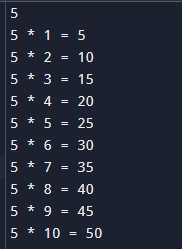 5
5 * 1 = 5
5 * 2 = 10
5 * 3 = 15
5 * 4 = 20
5 * 5 = 25
5 * 6 = 30
5 * 7 = 35
5 * 8 = 40
5 * 9 = 45
5 * 10 = 50